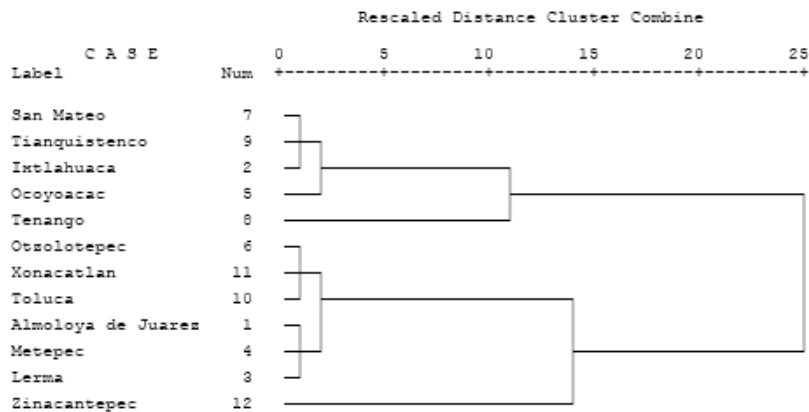 Rescaled Distance Cluster Combine
C A S E 0 5 10 15 20 25
Label Num +---------+---------+---------+---------+---------+
San Mateo 7
Tianquistenco 9
Ixtlahuaca 2
Ocoyoacac 5
Tenango 8
Otzolotepec 6
Xonacatlan 11
Toluca 10
Almoloya de Juarez 1
Metepec 4
Lerma 3
Zinacantepec 12